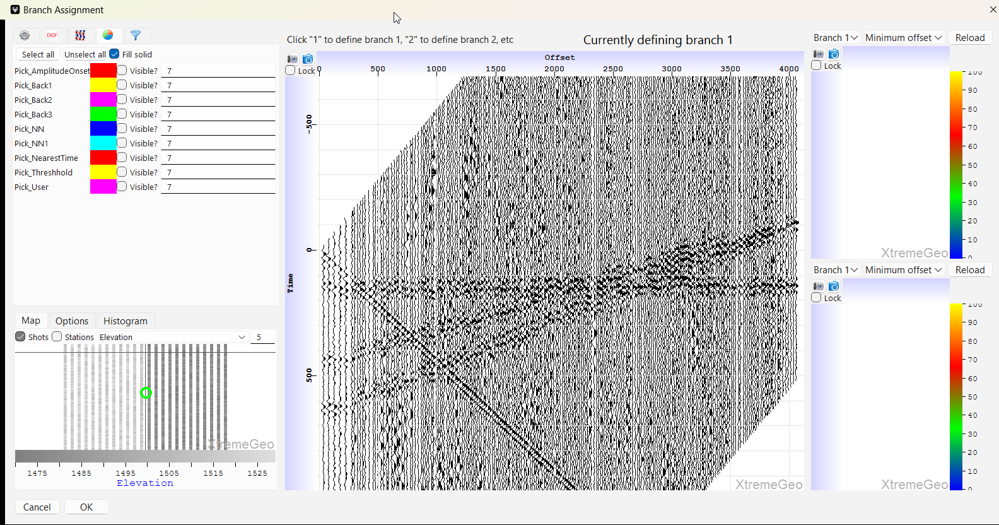 Branch Assignment
DGF
Select all Unselect all Fill solid
Pick_AmplitudeOnset Visible? 7
Pick_Back1 Visible? 7
Pick_Back2 Visible? 7
Pick_Back3 Visible? 7
Pick_NN Visible? 7
Pick_NN1 Visible? 7
Pick_NearestTime Visible? 7
Pick_Threshhold Visible? 7
Pick_User Visible? 7
Map Options Histogram
Shots Stations Elevation 5
XtremeGeo
1475 1485 1495 1505 1515 1525
Elevation
Cancel OK
Click "1" to define branch 1, "2" to define branch 2, etc
Currently defining branch 1
Lock
Offset
0 500 1000 1500 2000 2500 3000 3500 4000
-500
0
500
Time
XtremeGeo
Branch 1 Minimum offset Reload
Lock
100
90
80
70
60
50
40
30
20
10
0
XtremeGeo
Branch 1 Minimum offset Reload
Lock
100
90
80
70
60
50
40
30
20
10
0
XtremeGeo